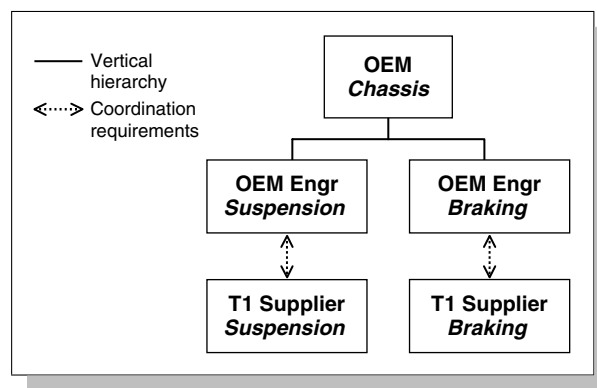 Vertical
hierarchy
Coordination
requirements
OEM
Chassis
OEM Engr
Suspension
OEM Engr
Braking
T1 Supplier
Suspension
T1 Supplier
Braking